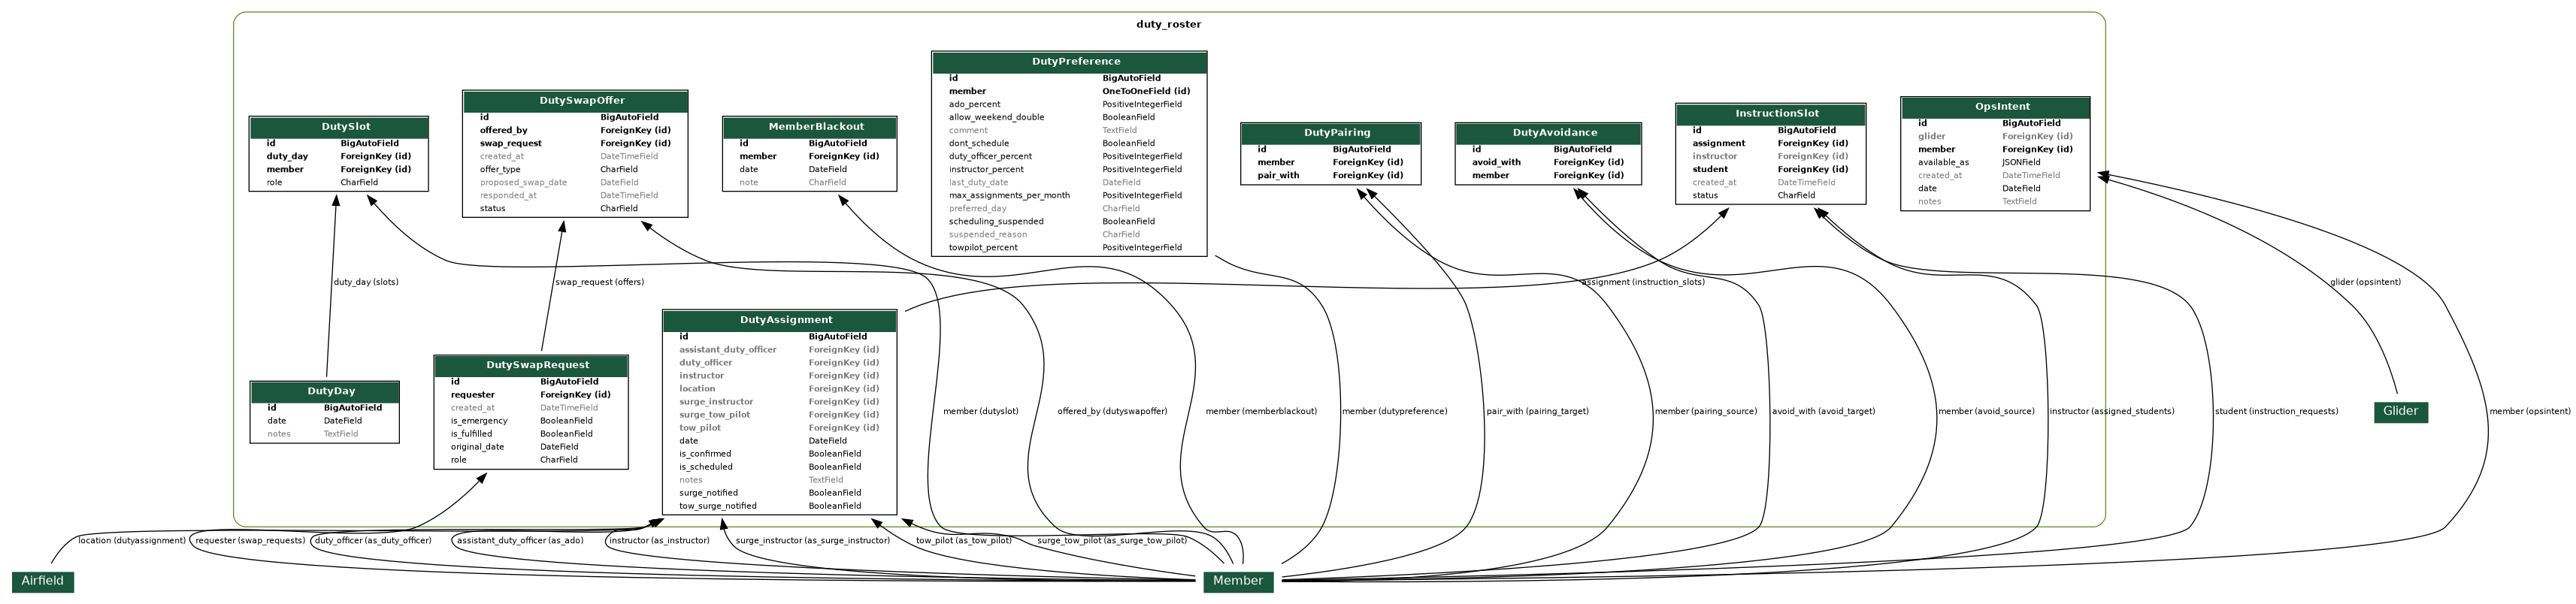 duty_roster
DutySlot
id BigAutoField
duty_day ForeignKey (id)
member ForeignKey (id)
role CharField
DutySwapOffer
id BigAutoField
offered_by ForeignKey (id)
swap_request ForeignKey (id)
created_at DateTimeField
offer_type CharField
proposed_swap_date DateField
responded_at DateTimeField
status CharField
MemberBlackout
id BigAutoField
member ForeignKey (id)
date DateField
note CharField
DutyPreference
id BigAutoField
member OneToOneField (id)
ado_percent PositiveIntegerField
allow_weekend_double BooleanField
comment TextField
dont_schedule BooleanField
duty_officer_percent PositiveIntegerField
instructor_percent PositiveIntegerField
last_duty_date DateField
max_assignments_per_month PositiveIntegerField
preferred_day CharField
scheduling_suspended BooleanField
suspended_reason CharField
towpilot_percent PositiveIntegerField
DutyPairing
id BigAutoField
member ForeignKey (id)
pair_with ForeignKey (id)
DutyAvoidance
id BigAutoField
avoid_with ForeignKey (id)
member ForeignKey (id)
InstructionSlot
id BigAutoField
assignment ForeignKey (id)
instructor ForeignKey (id)
student ForeignKey (id)
created_at DateTimeField
status CharField
OpsIntent
id BigAutoField
glider ForeignKey (id)
member ForeignKey (id)
available_as JSONField
created_at DateTimeField
date DateField
notes TextField
duty_day (slots)
swap_request (offers)
assignment (instruction_slots)
glider (opsintent)
DutyAssignment
id BigAutoField
assistant_duty_officer ForeignKey (id)
duty_officer ForeignKey (id)
instructor ForeignKey (id)
location ForeignKey (id)
surge_instructor ForeignKey (id)
surge_tow_pilot ForeignKey (id)
tow_pilot ForeignKey (id)
date DateField
is_confirmed BooleanField
is_scheduled BooleanField
notes TextField
surge_notified BooleanField
tow_surge_notified BooleanField
DutySwapRequest
id BigAutoField
requester ForeignKey (id)
created_at DateTimeField
is_emergency BooleanField
is_fulfilled BooleanField
original_date DateField
role CharField
DutyDay
id BigAutoField
date DateField
notes TextField
member (dutyslot)
offered_by (dutyswapoffer)
member (memberblackout)
member (dutypreference)
pair_with (pairing_target)
member (pairing_source)
avoid_with (avoid_target)
member (avoid_source)
instructor (assigned_students)
student (instruction_requests)
Glider
member (opsintent)
location (dutyassignment)
requester (swap_requests)
duty_officer (as_duty_officer)
assistant_duty_officer (as_ado)
instructor (as_instructor)
surge_instructor (as_surge_instructor)
tow_pilot (as_tow_pilot)
surge_tow_pilot (as_surge_tow_pilot)
Airfield
Member